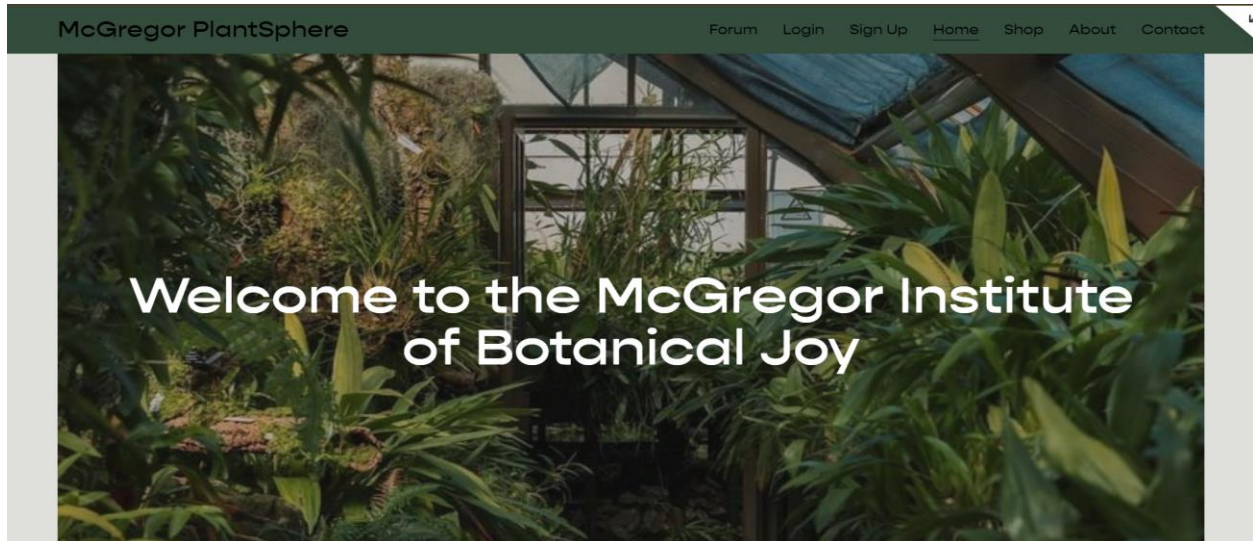 McGregor PlantSphere
Forum Login Sign Up Home Shop About Contact
Welcome to the McGregor Institute
of Botanical Joy